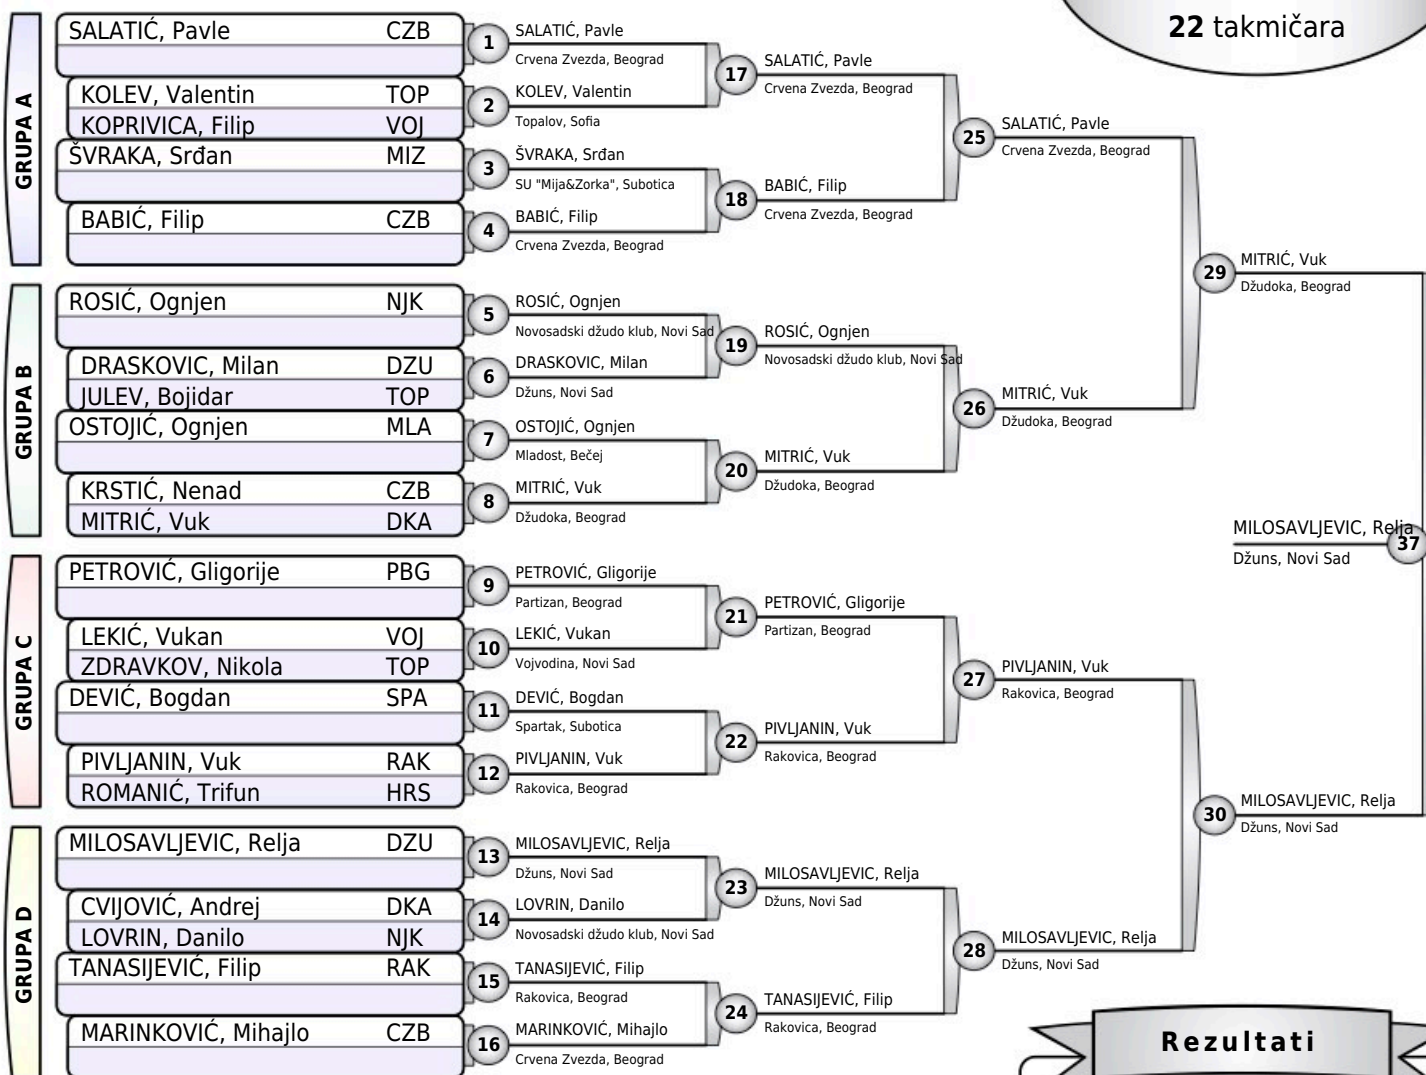 22 takmičara
GRUPA A
SALATIĆ, Pavle CZB
KOLEV, Valentin TOP
KOPRIVICA, Filip VOJ
ŠVRAKA, Srđan MIZ
BABIĆ, Filip CZB
GRUPA B
ROSIĆ, Ognjen NJK
DRASKOVIC, Milan DZU
JULEV, Bojidar TOP
OSTOJIĆ, Ognjen MLA
KRSTIĆ, Nenad CZB
MITRIĆ, Vuk DKA
GRUPA C
PETROVIĆ, Gligorije PBG
LEKIĆ, Vukan VOJ
ZDRAVKOV, Nikola TOP
DEVIĆ, Bogdan SPA
PIVLJANIN, Vuk RAK
ROMANIĆ, Trifun HRS
GRUPA D
MILOSAVLJEVIC, Relja DZU
CVIJOVIĆ, Andrej DKA
LOVRIN, Danilo NJK
TANASIJEVIĆ, Filip RAK
MARINKOVIĆ, Mihajlo CZB
1 SALATIĆ, Pavle
Crvena Zvezda, Beograd
2 KOLEV, Valentin
Topalov, Sofia
3 ŠVRAKA, Srđan
SU "Mija&Zorka", Subotica
4 BABIĆ, Filip
Crvena Zvezda, Beograd
5 ROSIĆ, Ognjen
Novosadski džudo klub, Novi Sad
6 DRASKOVIC, Milan
Džuns, Novi Sad
7 OSTOJIĆ, Ognjen
Mladost, Bečej
8 MITRIĆ, Vuk
Džudoka, Beograd
9 PETROVIĆ, Gligorije
Partizan, Beograd
10 LEKIĆ, Vukan
Vojvodina, Novi Sad
11 DEVIĆ, Bogdan
Spartak, Subotica
12 PIVLJANIN, Vuk
Rakovica, Beograd
13 MILOSAVLJEVIC, Relja
Džuns, Novi Sad
14 LOVRIN, Danilo
Novosadski džudo klub, Novi Sad
15 TANASIJEVIĆ, Filip
Rakovica, Beograd
16 MARINKOVIĆ, Mihajlo
Crvena Zvezda, Beograd
17 SALATIĆ, Pavle
Crvena Zvezda, Beograd
18 BABIĆ, Filip
Crvena Zvezda, Beograd
19 ROSIĆ, Ognjen
Novosadski džudo klub, Novi Sad
20 MITRIĆ, Vuk
Džudoka, Beograd
21 PETROVIĆ, Gligorije
Partizan, Beograd
22 PIVLJANIN, Vuk
Rakovica, Beograd
23 MILOSAVLJEVIC, Relja
Džuns, Novi Sad
24 TANASIJEVIĆ, Filip
Rakovica, Beograd
25 SALATIĆ, Pavle
Crvena Zvezda, Beograd
26 MITRIĆ, Vuk
Džudoka, Beograd
27 PIVLJANIN, Vuk
Rakovica, Beograd
28 MILOSAVLJEVIC, Relja
Džuns, Novi Sad
29 MITRIĆ, Vuk
Džudoka, Beograd
30 MILOSAVLJEVIC, Relja
Džuns, Novi Sad
MILOSAVLJEVIC, Relja 37
Džuns, Novi Sad
Rezultati